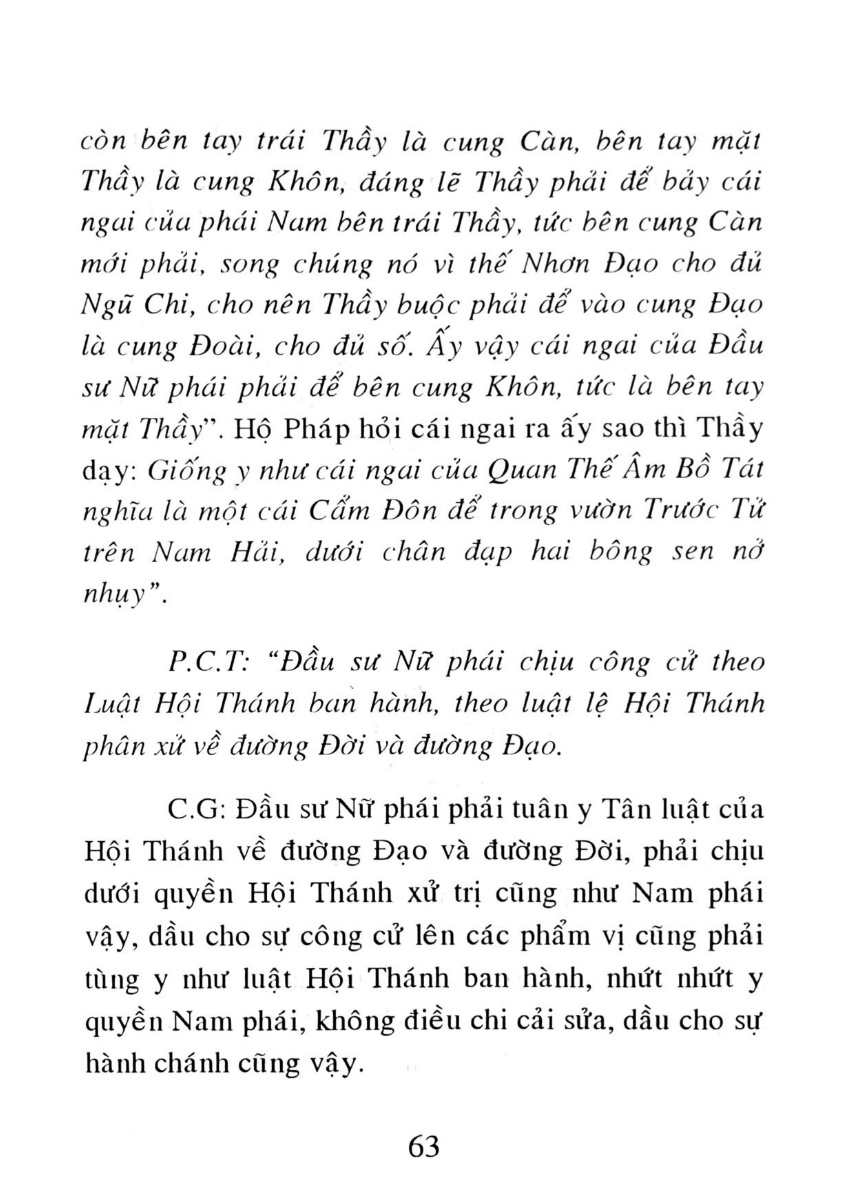 còn bên tay trái Thầy là cung Càn, bên tay mặt
Thầy là cung Khôn, đáng lẽ Thầy phải để bảy cái
ngai của phái Nam bên trái Thầy, tức bên cung Càn
mới phải, song chúng nó vì thế Nhơn Đạo cho đủ
Ngũ Chi, cho nên Thầy buộc phải để vào cung Đạo
là cung Đoài, cho đủ số. Ấy vậy cái ngai của Đầu
sư Nữ phái phải để bên cung Khôn, tức là bên tay
mặt Thầy”. Hộ Pháp hỏi cái ngai ra ấy sao thì Thầy
dạy: Giống y như cái ngai của Quan Thế Âm Bồ Tát
nghĩa là một cái Cẩm Đôn để trong vườn Trước Tử
trên Nam Hải, dưới chân đạp hai bông sen nở
nhụy”.
P.C.T: “Đầu sư Nữ phái chịu công cử theo
Luật Hội Thánh ban hành, theo luật lệ Hội Thánh
phân xử về đường Đời và đường Đạo.
C.G: Đầu sư Nữ phái phải tuân y Tân luật của
Hội Thánh về đường Đạo và đường Đời, phải chịu
dưới quyền Hội Thánh xử trị cũng như Nam phái
vậy, dầu cho sự công cử lên các phẩm vị cũng phải
tùng y như luật Hội Thánh ban hành, nhứt nhứt y
quyền Nam phái, không điều chi cải sửa, dầu cho sự
hành chánh cũng vậy.
63